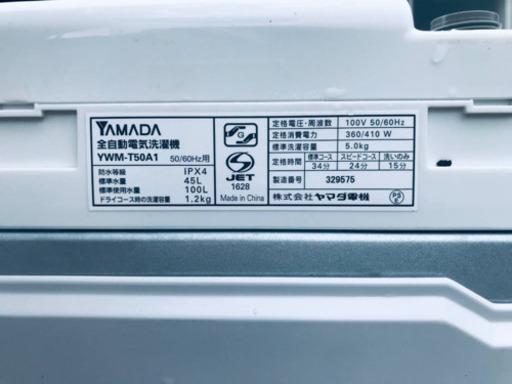 YAMADA
全自動電気洗濯機
YWM-T50A1 50/60Hz用
防水等級 IPX4
標準水量 45L
標準使用水量 100L
ドライコース時の洗濯容量 1.2kg
JET
1628
Made in China
定格電圧・周波数 100V 50/60Hz
定格消費電力 360/410 W
標準洗濯容量 5.0kg
定格時間 標準コース スピードコース 洗いのみ
34分 24分 15分
製造番号 329575
株式会社 ヤマダ電機
PS
E